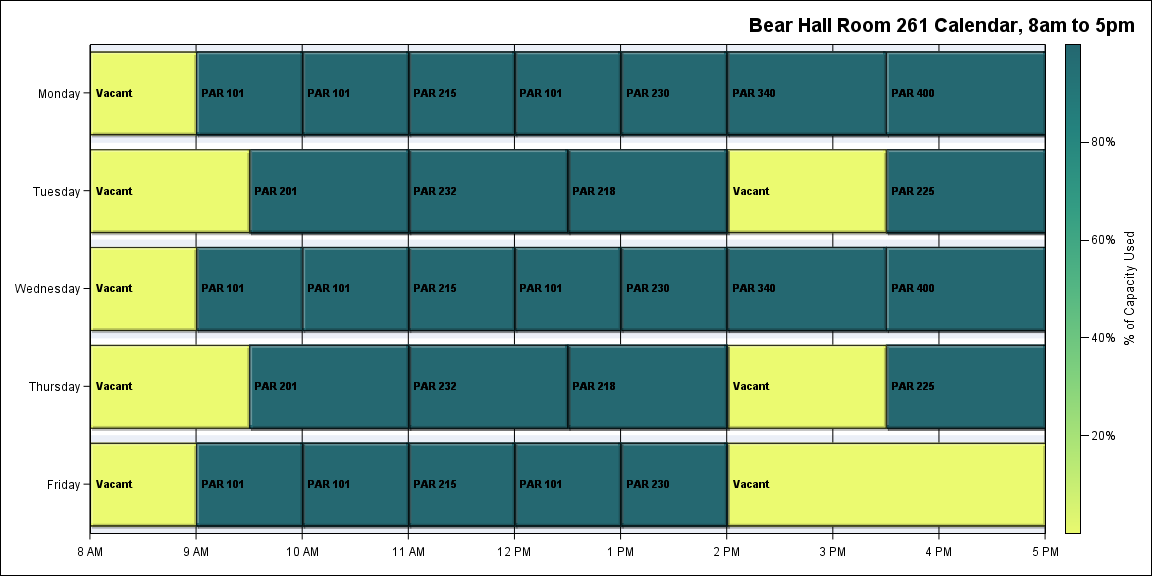 Bear Hall Room 261 Calendar, 8am to 5pm
Monday
Vacant
PAR 101
PAR 101
PAR 215
PAR 101
PAR 230
PAR 340
PAR 400
Tuesday
Vacant
PAR 201
PAR 232
PAR 218
Vacant
PAR 225
Wednesday
Vacant
PAR 101
PAR 101
PAR 215
PAR 101
PAR 230
PAR 340
PAR 400
Thursday
Vacant
PAR 201
PAR 232
PAR 218
Vacant
PAR 225
Friday
Vacant
PAR 101
PAR 101
PAR 215
PAR 101
PAR 230
Vacant
8 AM
9 AM
10 AM
11 AM
12 PM
1 PM
2 PM
3 PM
4 PM
5 PM
80%
60%
40%
20%
% of Capacity Used